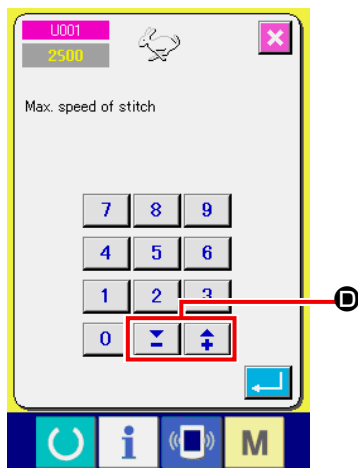 U001
2500
Max. speed of stitch
7 8 9
4 5 6
1 2 3
0 − +
D
i M